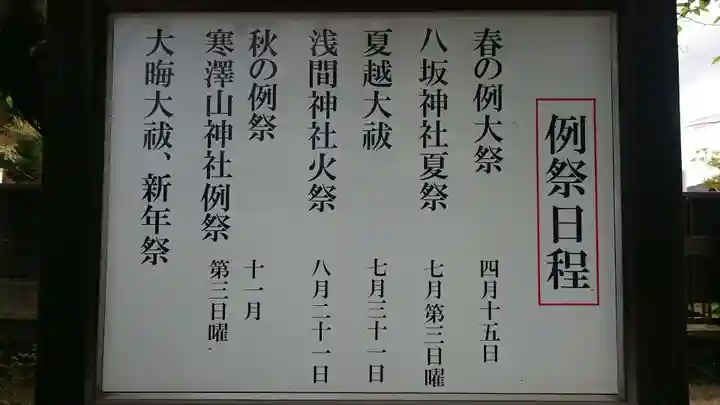 例祭日程
春の例大祭 四月十五日
八坂神社夏祭 七月第三日曜
夏越大祓 七月三十一日
浅間神社火祭 八月二十一日
秋の例祭 十一月
寒澤山神社例祭 第三日曜
大晦大祓、新年祭